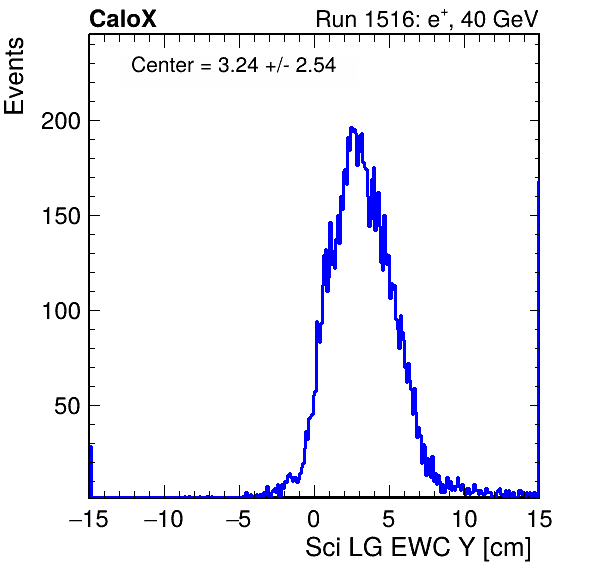 CaloX Run 1516: e⁺, 40 GeV
Center = 3.24 +/- 2.54
Events
200
150
100
50
−15 −10 −5 0 5 10 15
Sci LG EWC Y [cm]